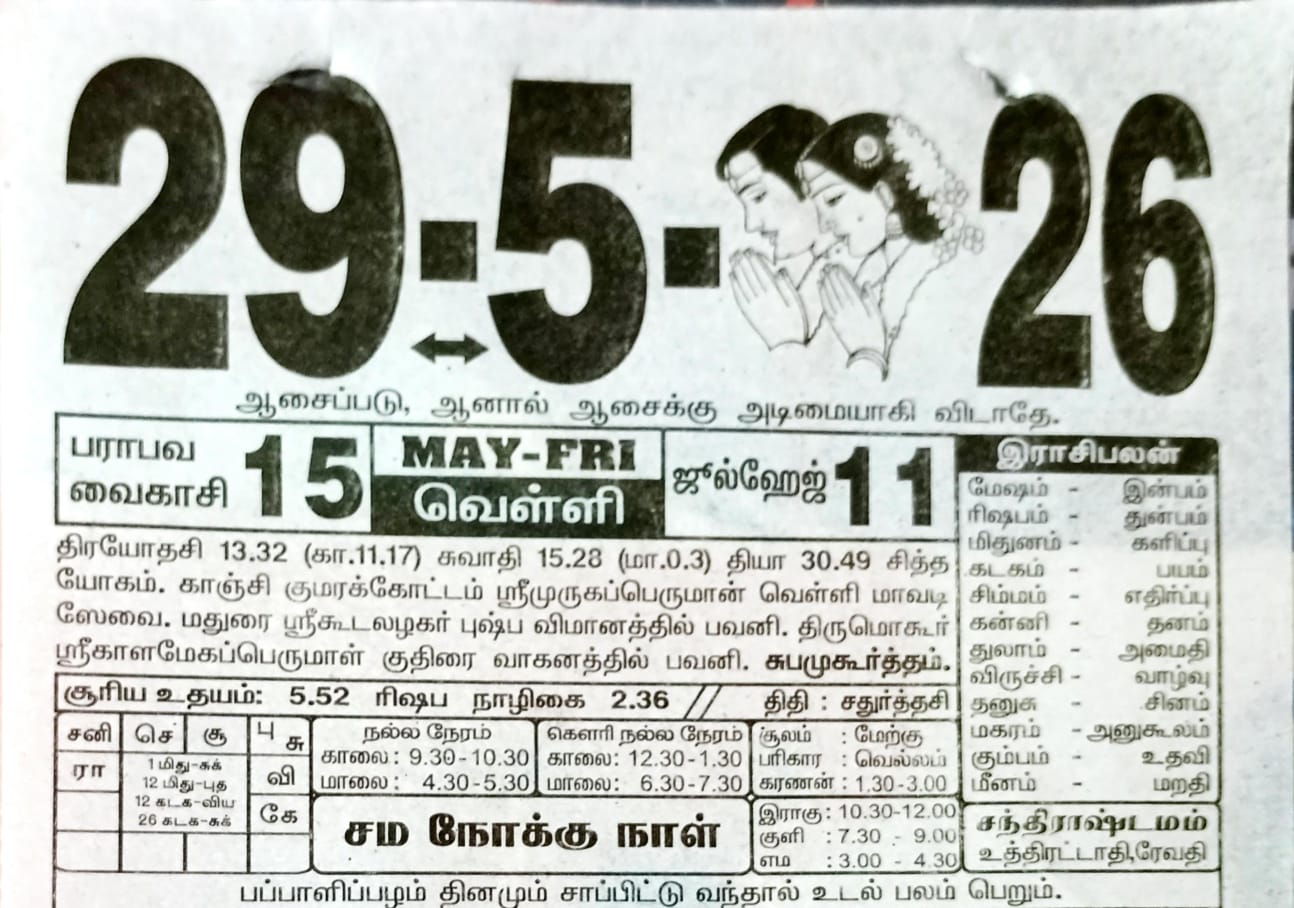 29-5-26
ஆசைப்படு, ஆனால் ஆசைக்கு அடிமையாகி விடாதே.
பராபவ
வைகாசி 15
MAY-FRI
வெள்ளி
ஜூல்ஹேஜ் 11
திரயோதசி 13.32 (கா.11.17) சுவாதி 15.28 (மா.0.3) தியா 30.49 சித்த
யோகம். காஞ்சி குமரக்கோட்டம் ஸ்ரீமுருகப்பெருமான் வெள்ளி மாவடி
ஸேவை. மதுரை ஸ்ரீகூடலழகர் புஷ்ப விமானத்தில் பவனி. திருமொகூர்
ஸ்ரீகாளமேகப்பெருமாள் குதிரை வாகனத்தில் பவனி. சுபமுகூர்த்தம்.
சூரிய உதயம்: 5.52 ரிஷப நாழிகை 2.36 // திதி : சதுர்த்தசி
இராசிபலன்
மேஷம் - இன்பம்
ரிஷபம் - துன்பம்
மிதுனம் - களிப்பு
கடகம் - பயம்
சிம்மம் - எதிர்ப்பு
கன்னி - தனம்
துலாம் - அமைதி
விருச்சி - வாழ்வு
தனுசு - சினம்
மகரம் - அனுகூலம்
கும்பம் - உதவி
மீனம் - மறதி
சனி செ சூ பு சு
ரா
1 மிது-சுக்
12 மிது-புத
12 கடக-விய
26 கடக-சுக்
வி
கே
நல்ல நேரம்
காலை: 9.30-10.30
மாலை: 4.30-5.30
கௌரி நல்ல நேரம்
காலை: 12.30-1.30
மாலை: 6.30-7.30
சூலம் : மேற்கு
பரிகார : வெல்லம்
கரணன் : 1.30-3.00
சம நோக்கு நாள்
இராகு: 10.30-12.00
குளி : 7.30 - 9.00
எம : 3.00 - 4.30
சந்திராஷ்டமம்
உத்திரட்டாதி,ரேவதி
பப்பாளிப்பழம் தினமும் சாப்பிட்டு வந்தால் உடல் பலம் பெறும்.